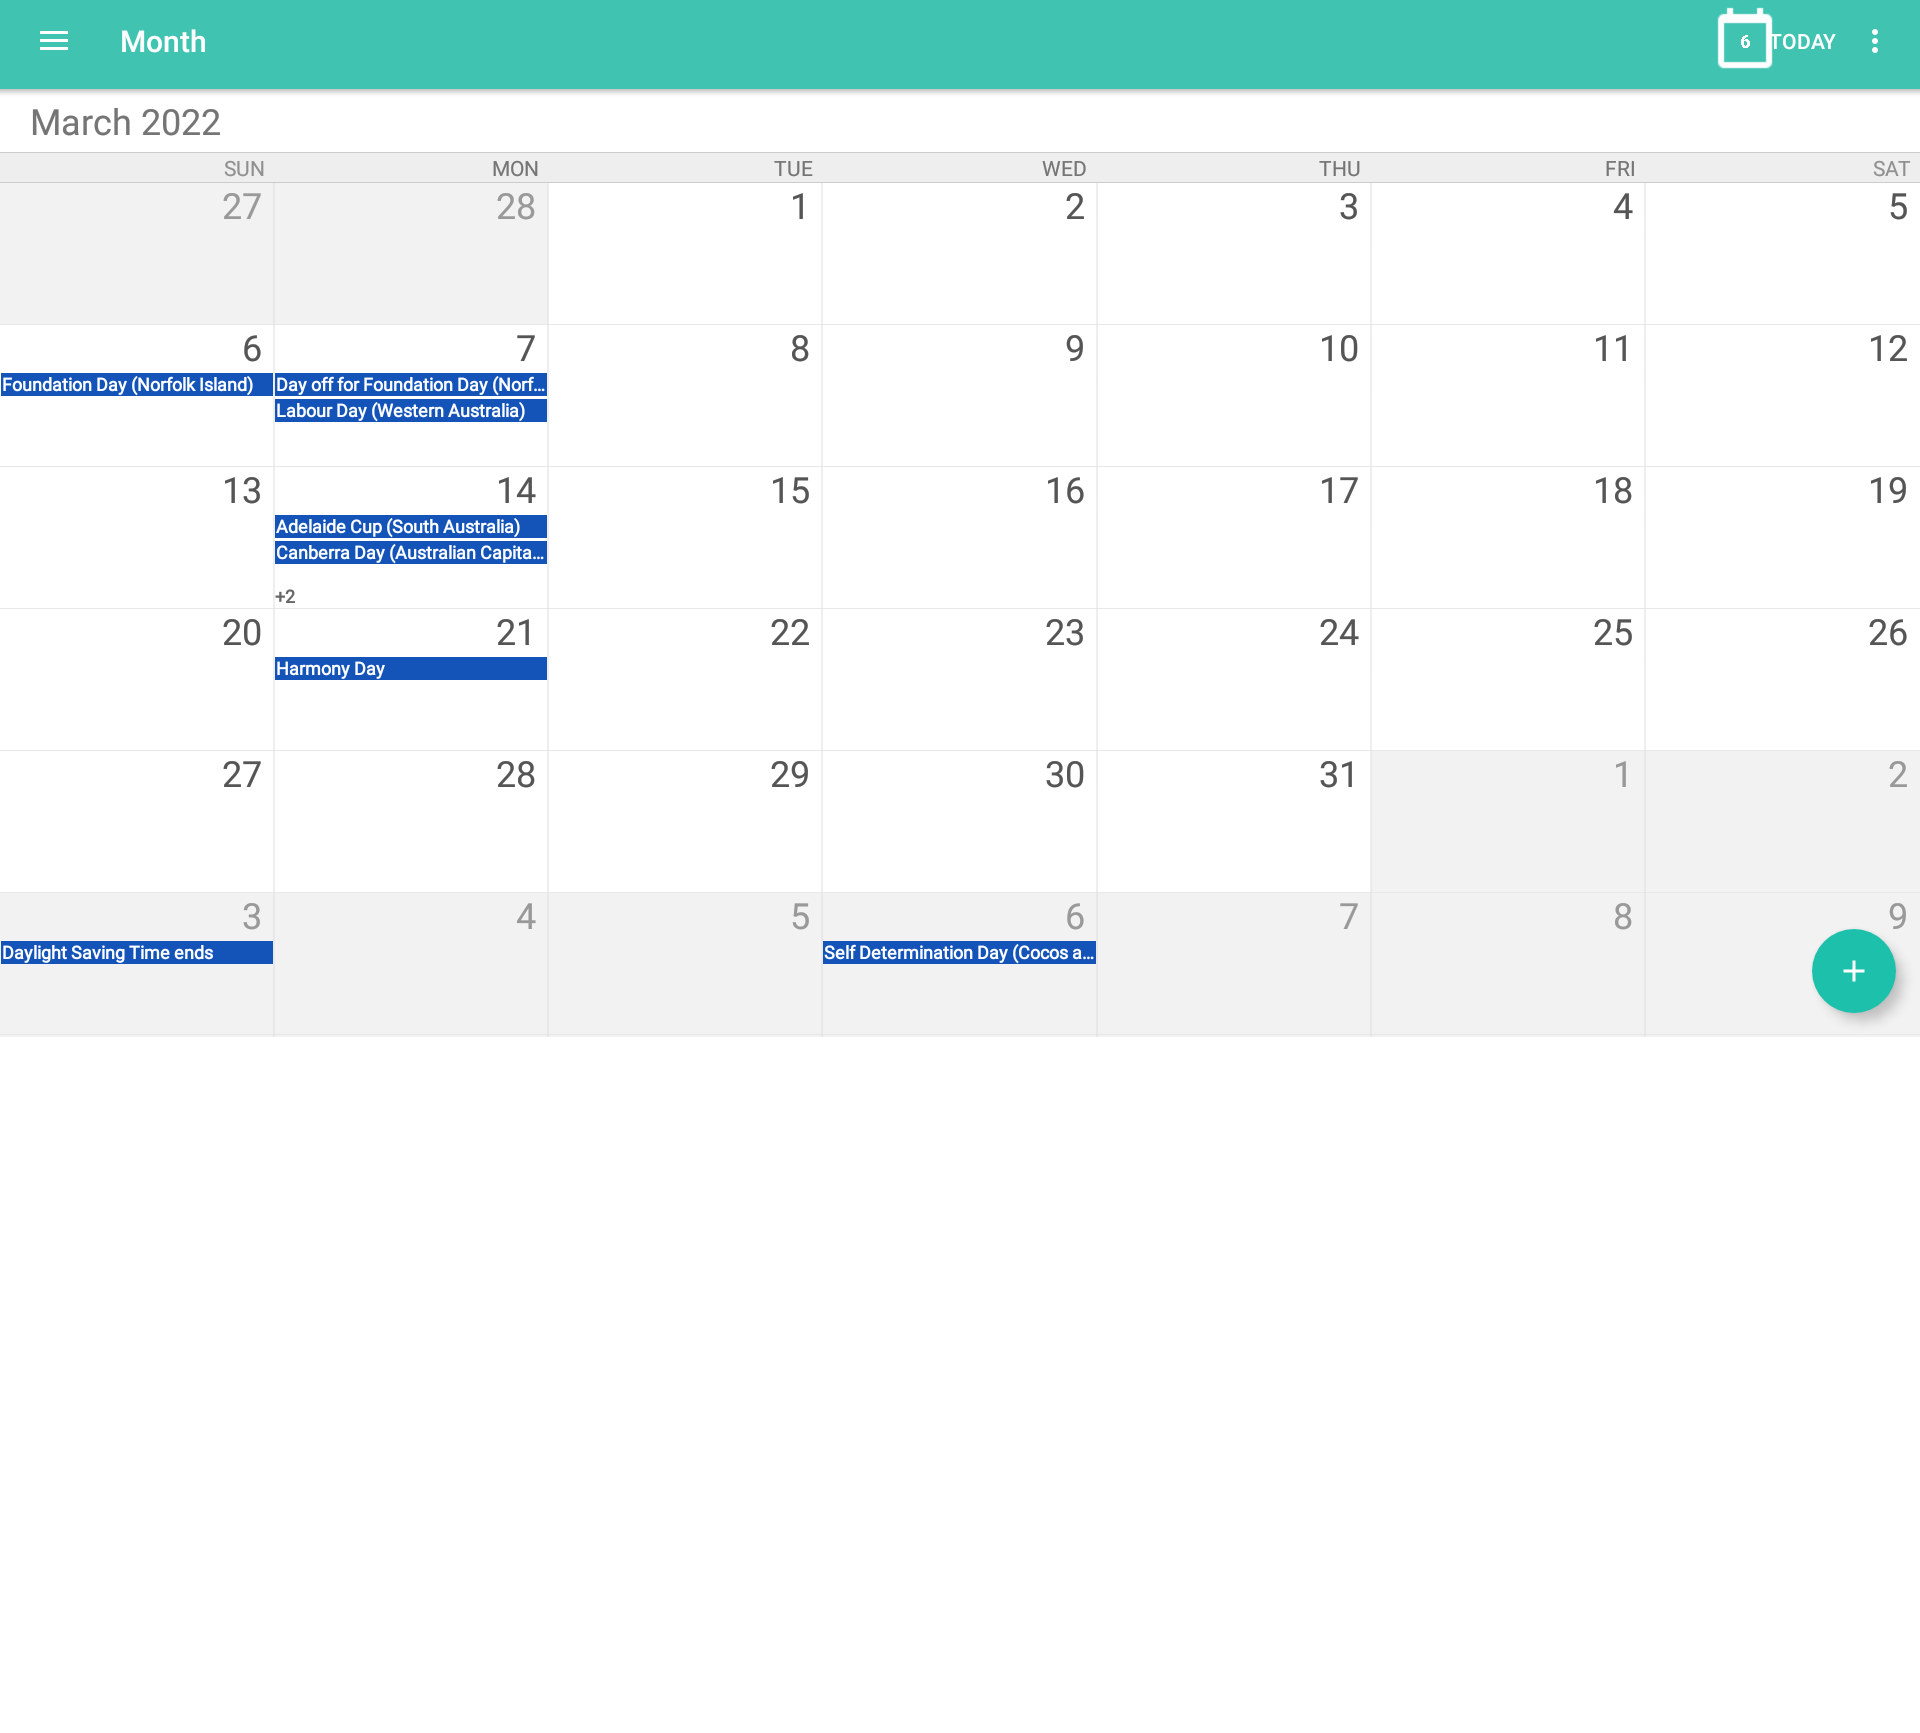 Month
6 TODAY
March 2022
SUN MON TUE WED THU FRI SAT
27 28 1 2 3 4 5
6 7 8 9 10 11 12
Foundation Day (Norfolk Island) Day off for Foundation Day (Norf...
Labour Day (Western Australia)
13 14 15 16 17 18 19
Adelaide Cup (South Australia)
Canberra Day (Australian Capita...
+2
20 21 22 23 24 25 26
Harmony Day
27 28 29 30 31 1 2
3 4 5 6 7 8 9
Daylight Saving Time ends Self Determination Day (Cocos a...
+